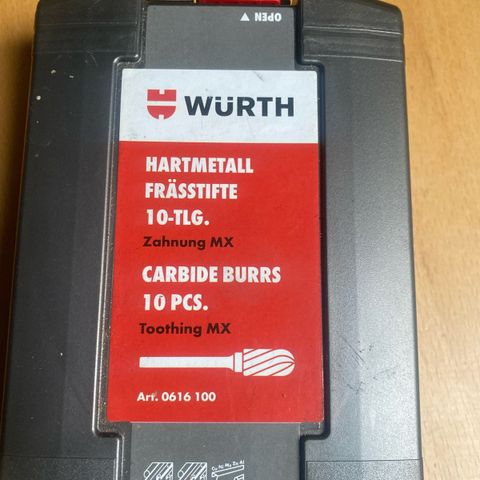 OPEN
WÜRTH
HARTMETALL
FRÄSSTIFTE
10-TLG.
Zahnung MX
CARBIDE BURRS
10 PCS.
Toothing MX
Art. 0616 100